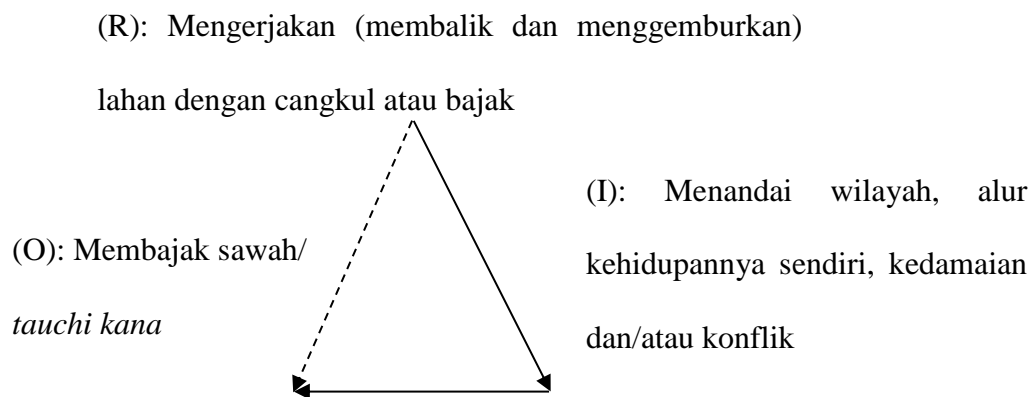 (R): Mengerjakan (membalik dan menggemburkan)
lahan dengan cangkul atau bajak
(O): Membajak sawah/
tauchi kana
(I): Menandai wilayah, alur
kehidupannya sendiri, kedamaian
dan/atau konflik